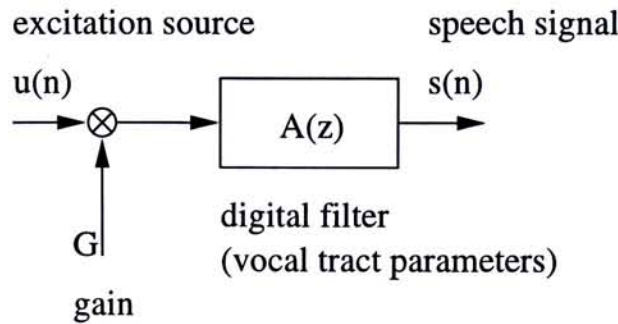 excitation source
speech signal
u(n)
s(n)
A(z)
digital filter
(vocal tract parameters)
G
gain